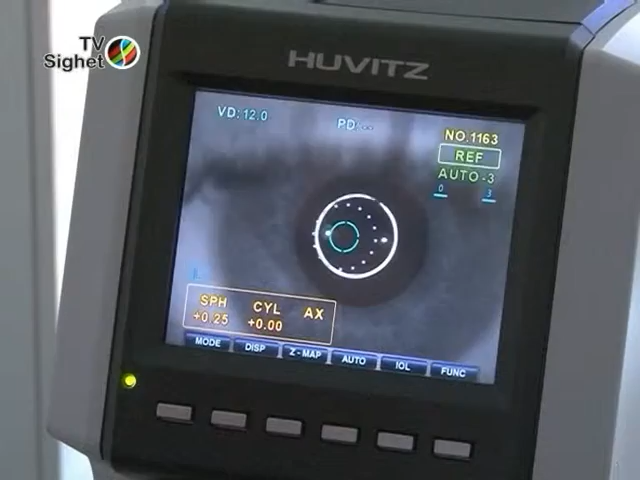 TV
Sighet
HUVITZ
VD:12.0
PD:
NO.1163
REF
AUTO-3
0 3
L
SPH CYL AX
+0.25 +0.00
MODE DISP Z-MAP AUTO IOL FUNC